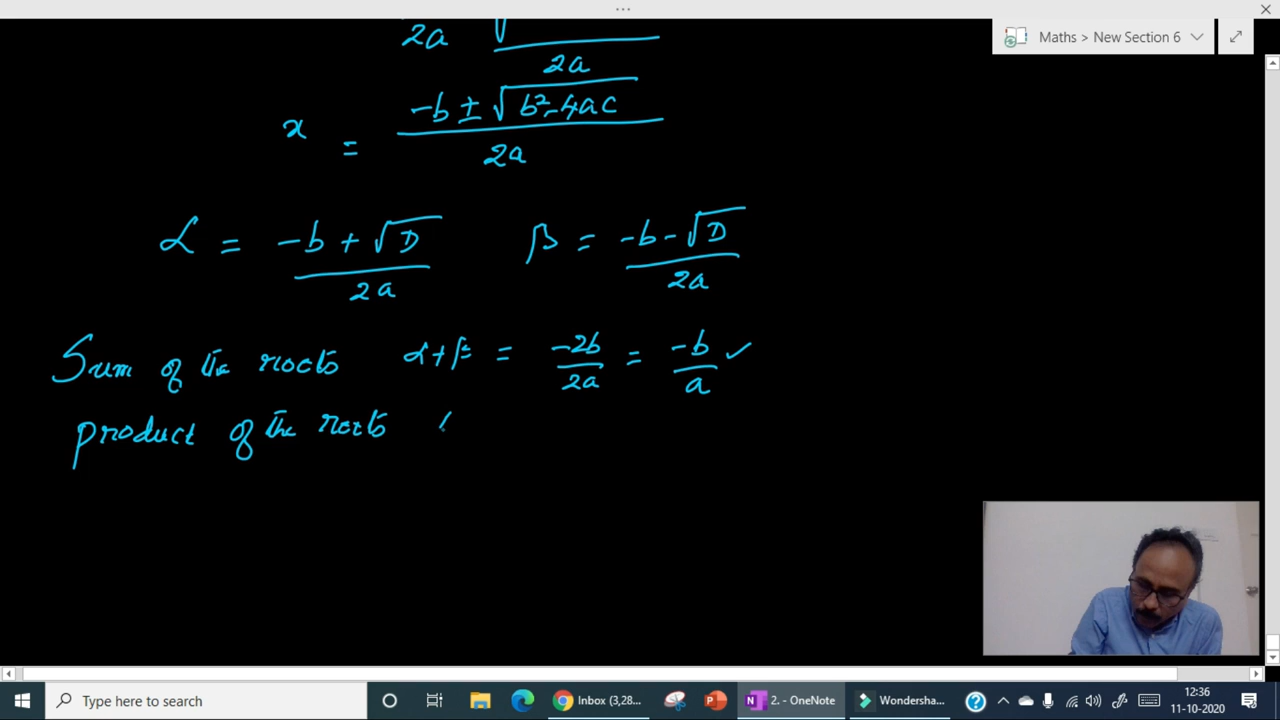 ...
Maths > New Section 6
2a √
2a
x = -b ± √b²-4ac / 2a
α = -b + √D / 2a β = -b - √D / 2a
Sum of the roots α+β = -2b/2a = -b/a ✓
product of the roots
Type here to search
Inbox (3,28...
2. - OneNote
Wondersha...
12:36
11-10-2020